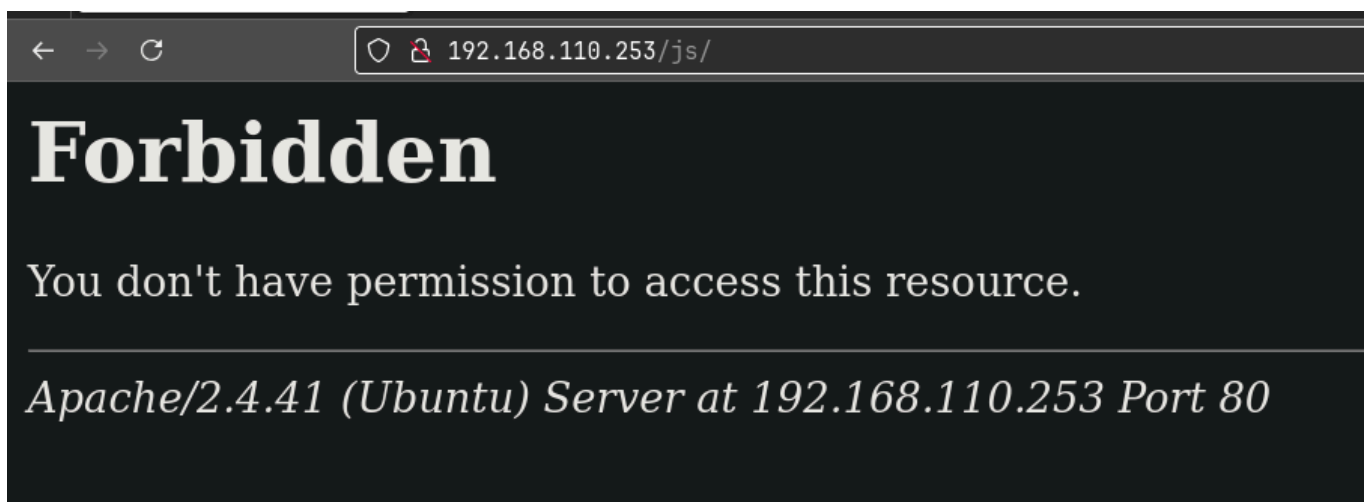 192.168.110.253/js/
Forbidden
You don't have permission to access this resource.
Apache/2.4.41 (Ubuntu) Server at 192.168.110.253 Port 80